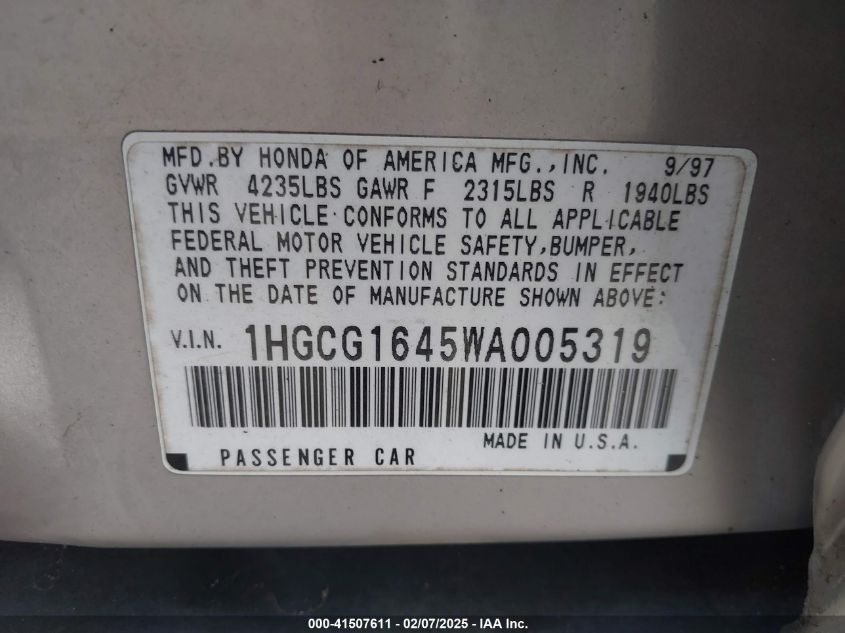 MFD.BY HONDA OF AMERICA MFG.,INC. 9/97
GVWR 4235LBS GAWR F 2315LBS R 1940LBS
THIS VEHICLE CONFORMS TO ALL APPLICABLE
FEDERAL MOTOR VEHICLE SAFETY,BUMPER,
AND THEFT PREVENTION STANDARDS IN EFFECT
ON THE DATE OF MANUFACTURE SHOWN ABOVE:
V.I.N. 1HGCG1645WA005319
MADE IN U.S.A.
PASSENGER CAR
000-41507611 - 02/07/2025 - IAA Inc.